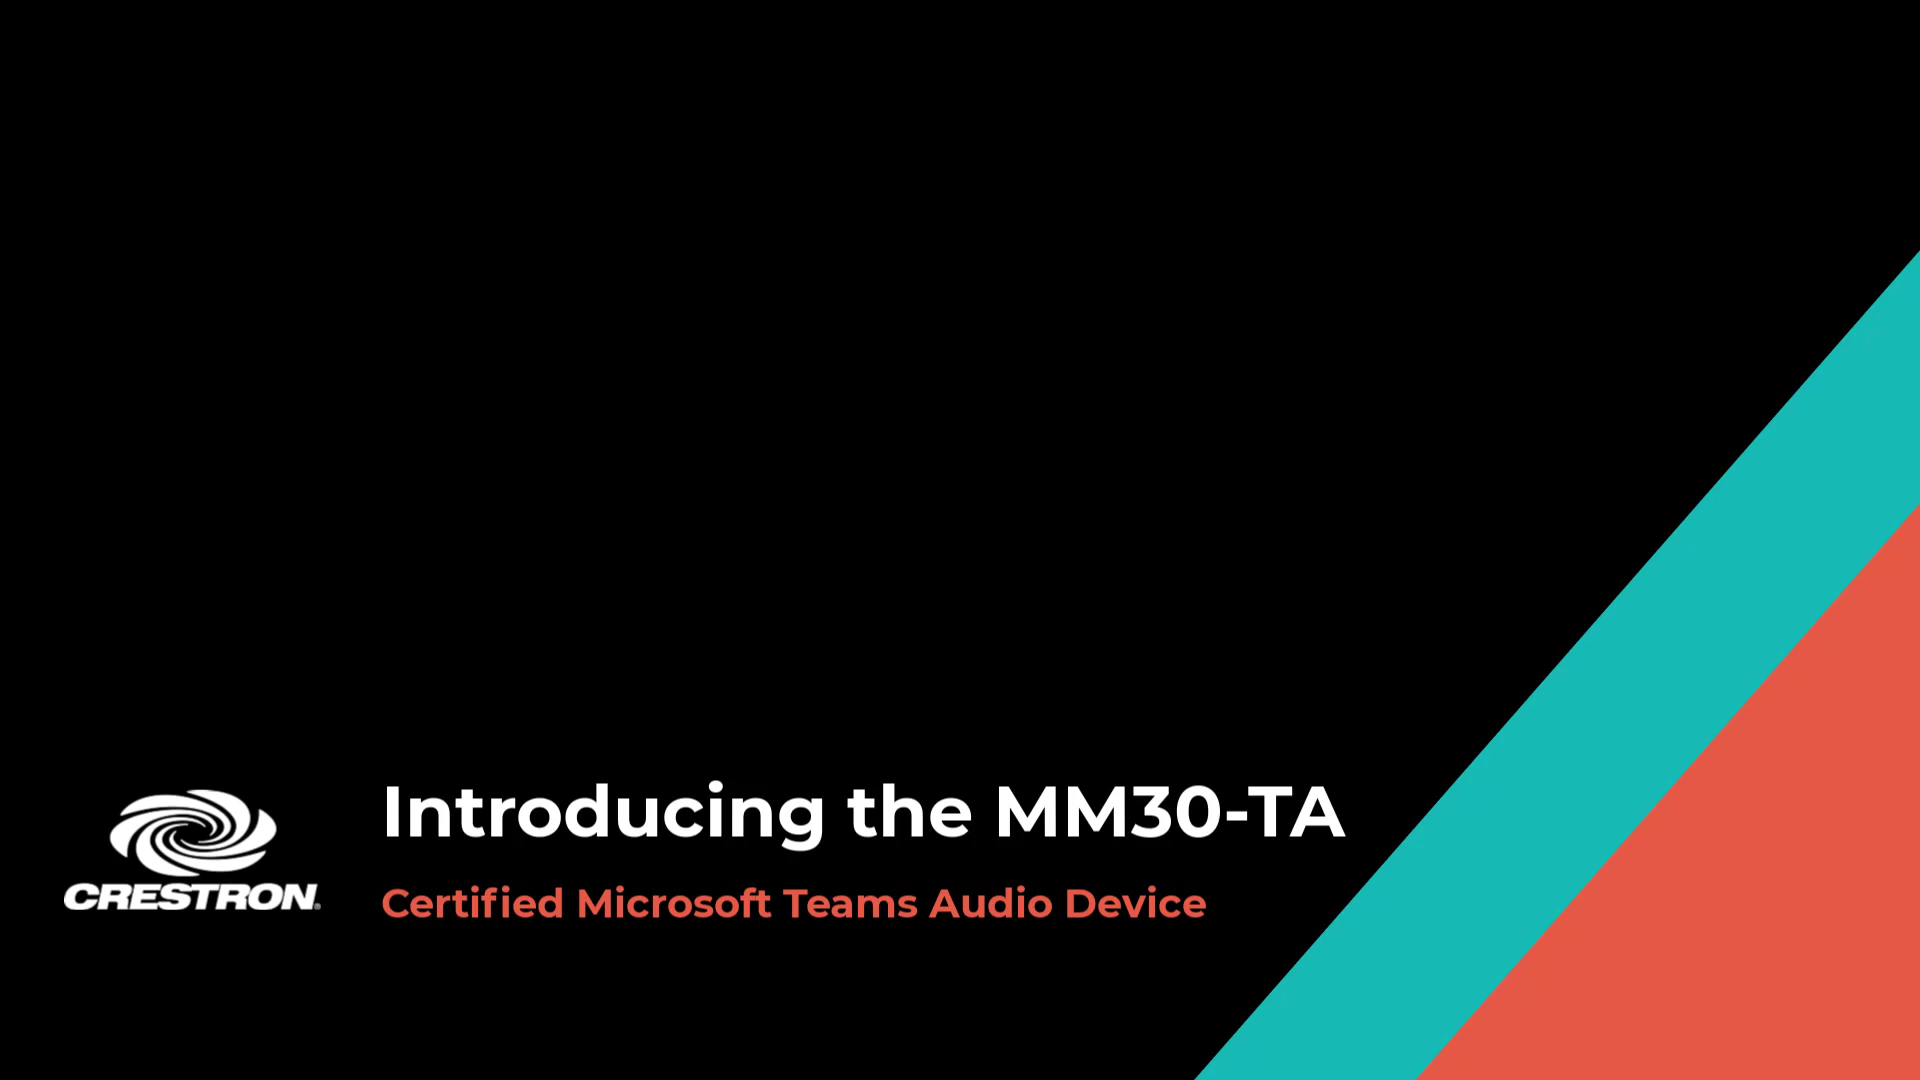 Introducing the MM30-TA
CRESTRON®
Certified Microsoft Teams Audio Device